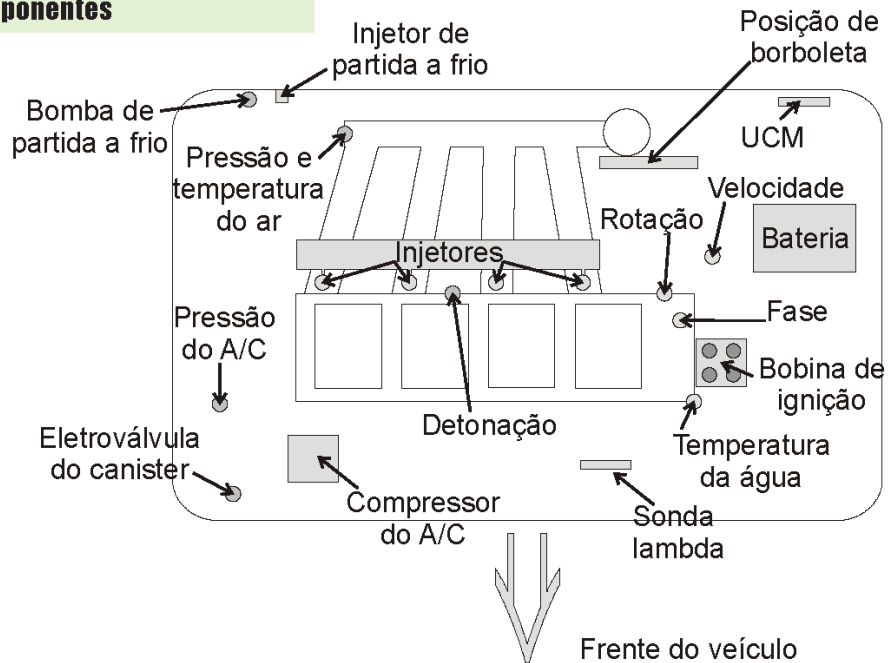 ponentes
Injetor de
partida a frio
Posição de
borboleta
Bomba de
partida a frio
UCM
Pressão e
temperatura
do ar
Velocidade
Rotação
Bateria
Injetores
Fase
Pressão
do A/C
Bobina de
ignição
Detonação
Eletroválvula
do canister
Temperatura
da água
Compressor
do A/C
Sonda
lambda
Frente do veículo